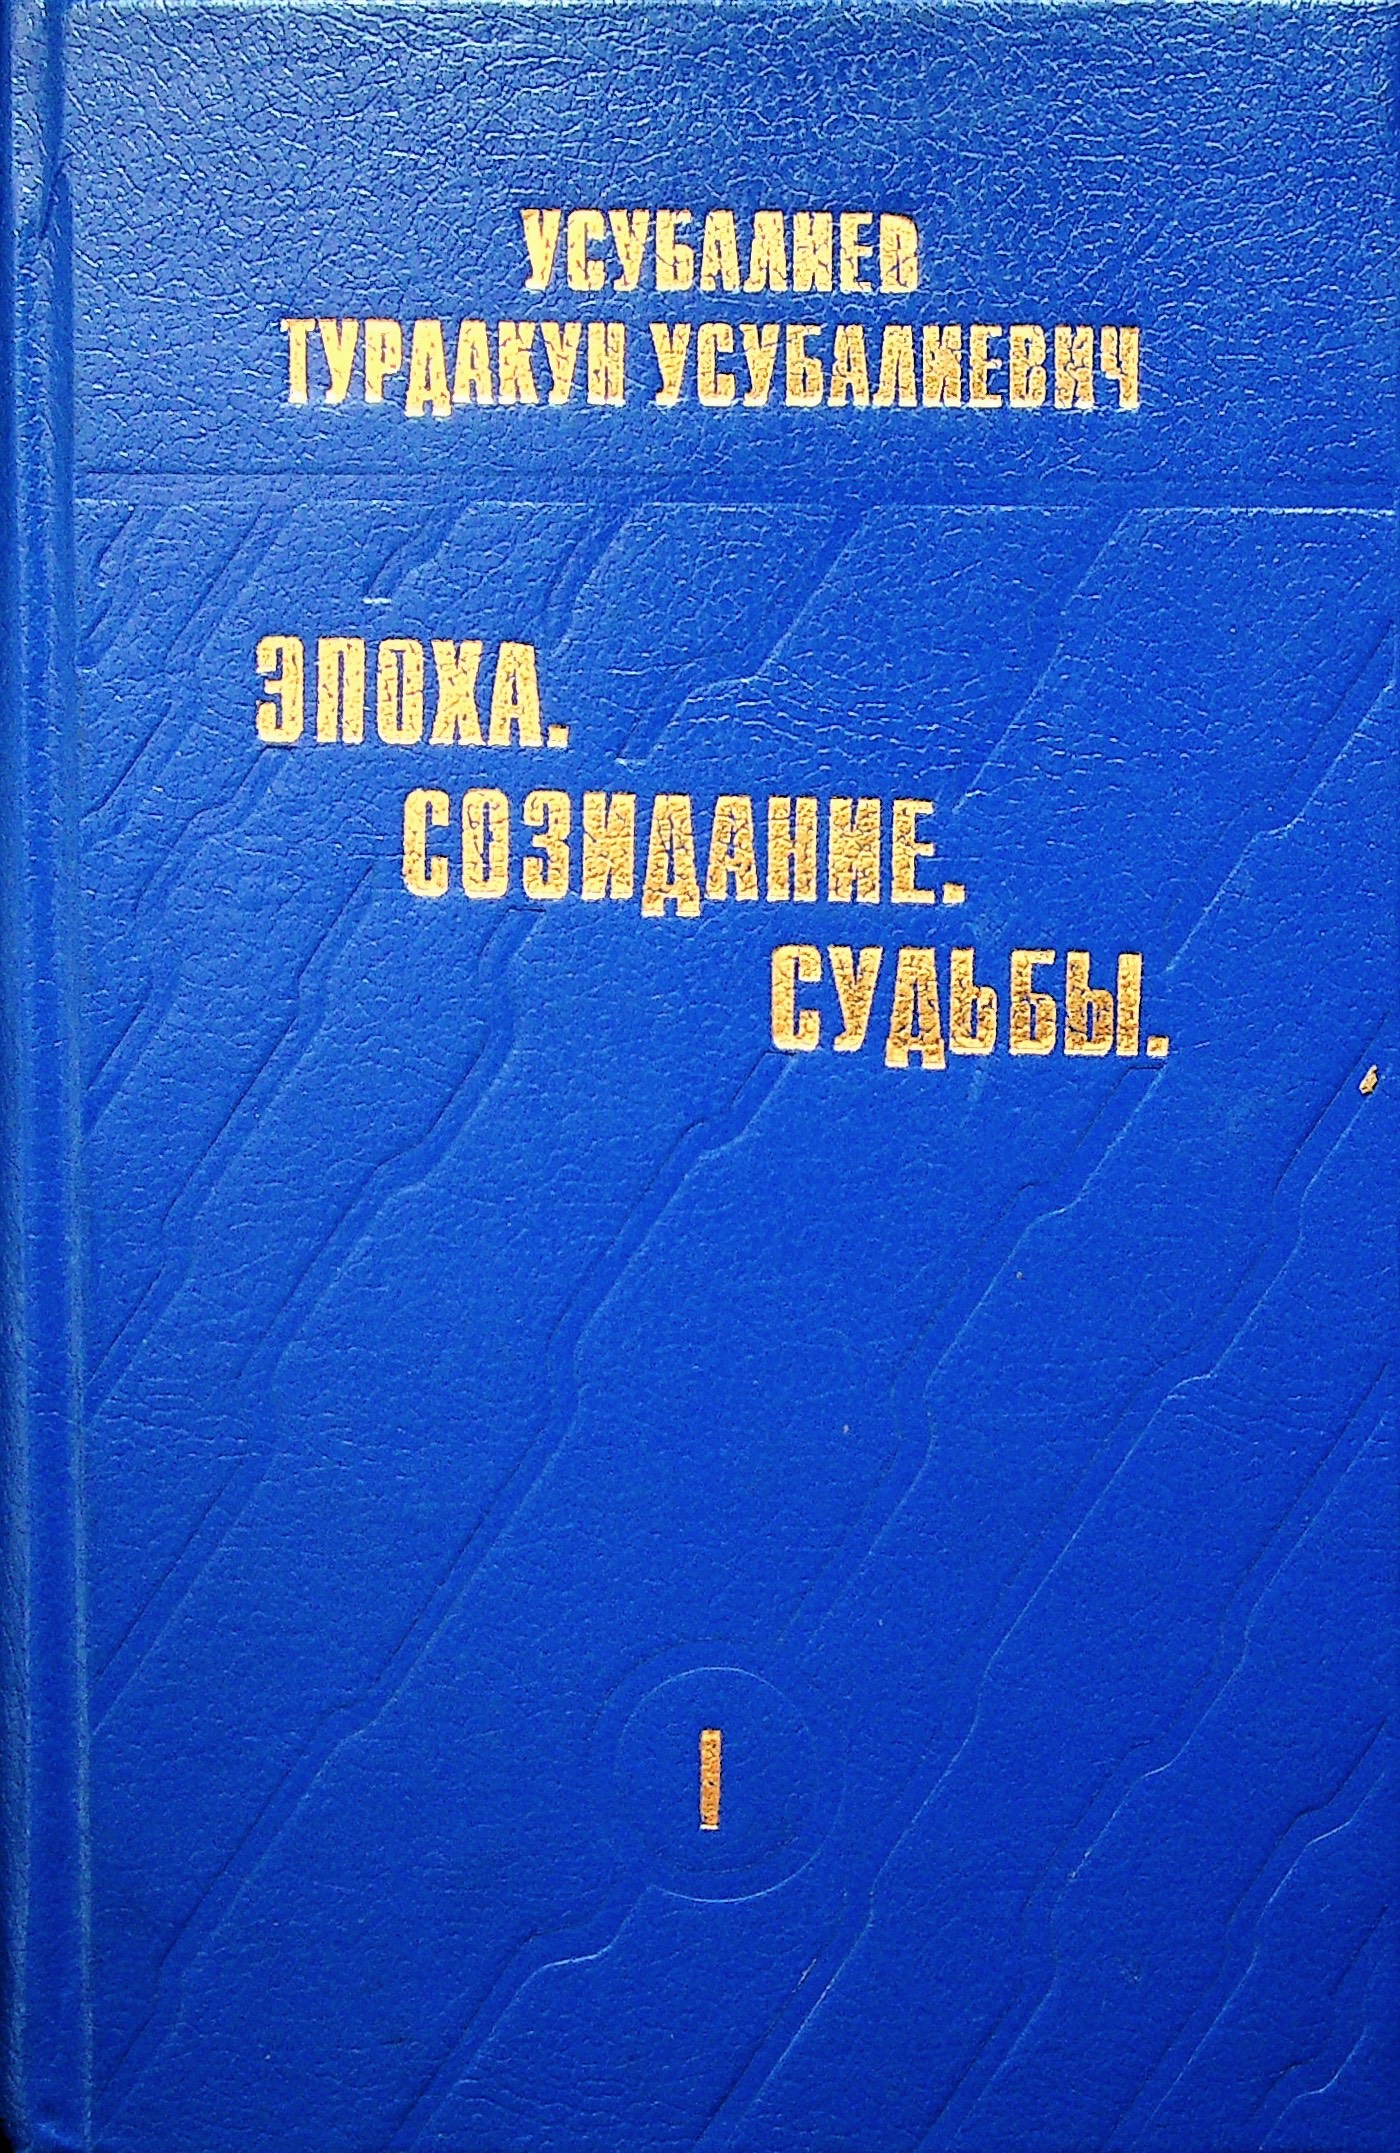 УСУБАЛИЕВ
ТУРДАКУН УСУБАЛИЕВИЧ
ЭПОХА.
СОЗИДАНИЕ.
СУДЬБЫ.
I